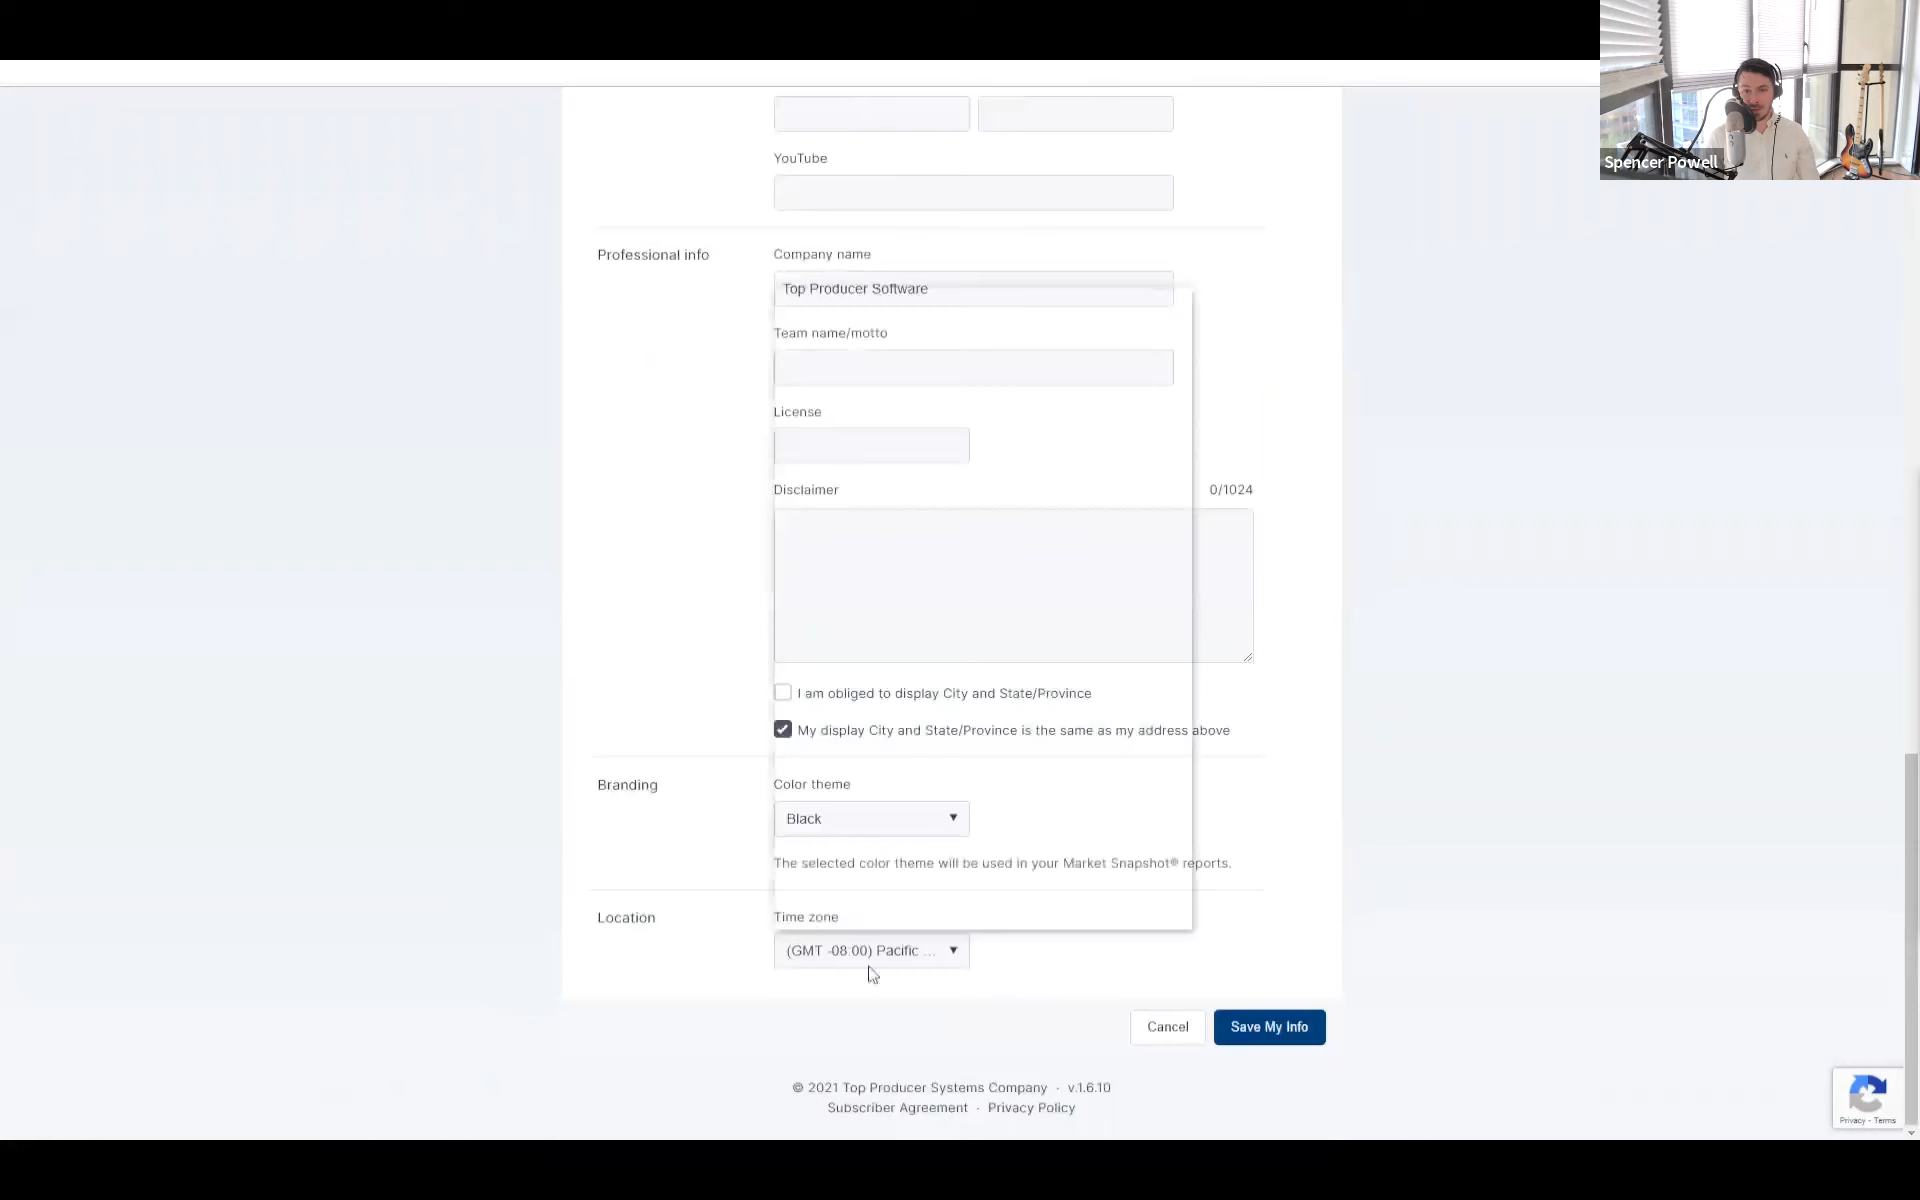 Spencer Powell
YouTube
Professional info
Company name
Top Producer Software
Team name/motto
License
Disclaimer
0/1024
I am obliged to display City and State/Province
My display City and State/Province is the same as my address above
Branding
Color theme
Black
The selected color theme will be used in your Market Snapshot® reports.
Location
Time zone
(GMT -08:00) Pacific ...
Cancel
Save My Info
© 2021 Top Producer Systems Company · v.1.6.10
Subscriber Agreement · Privacy Policy
Privacy - Terms